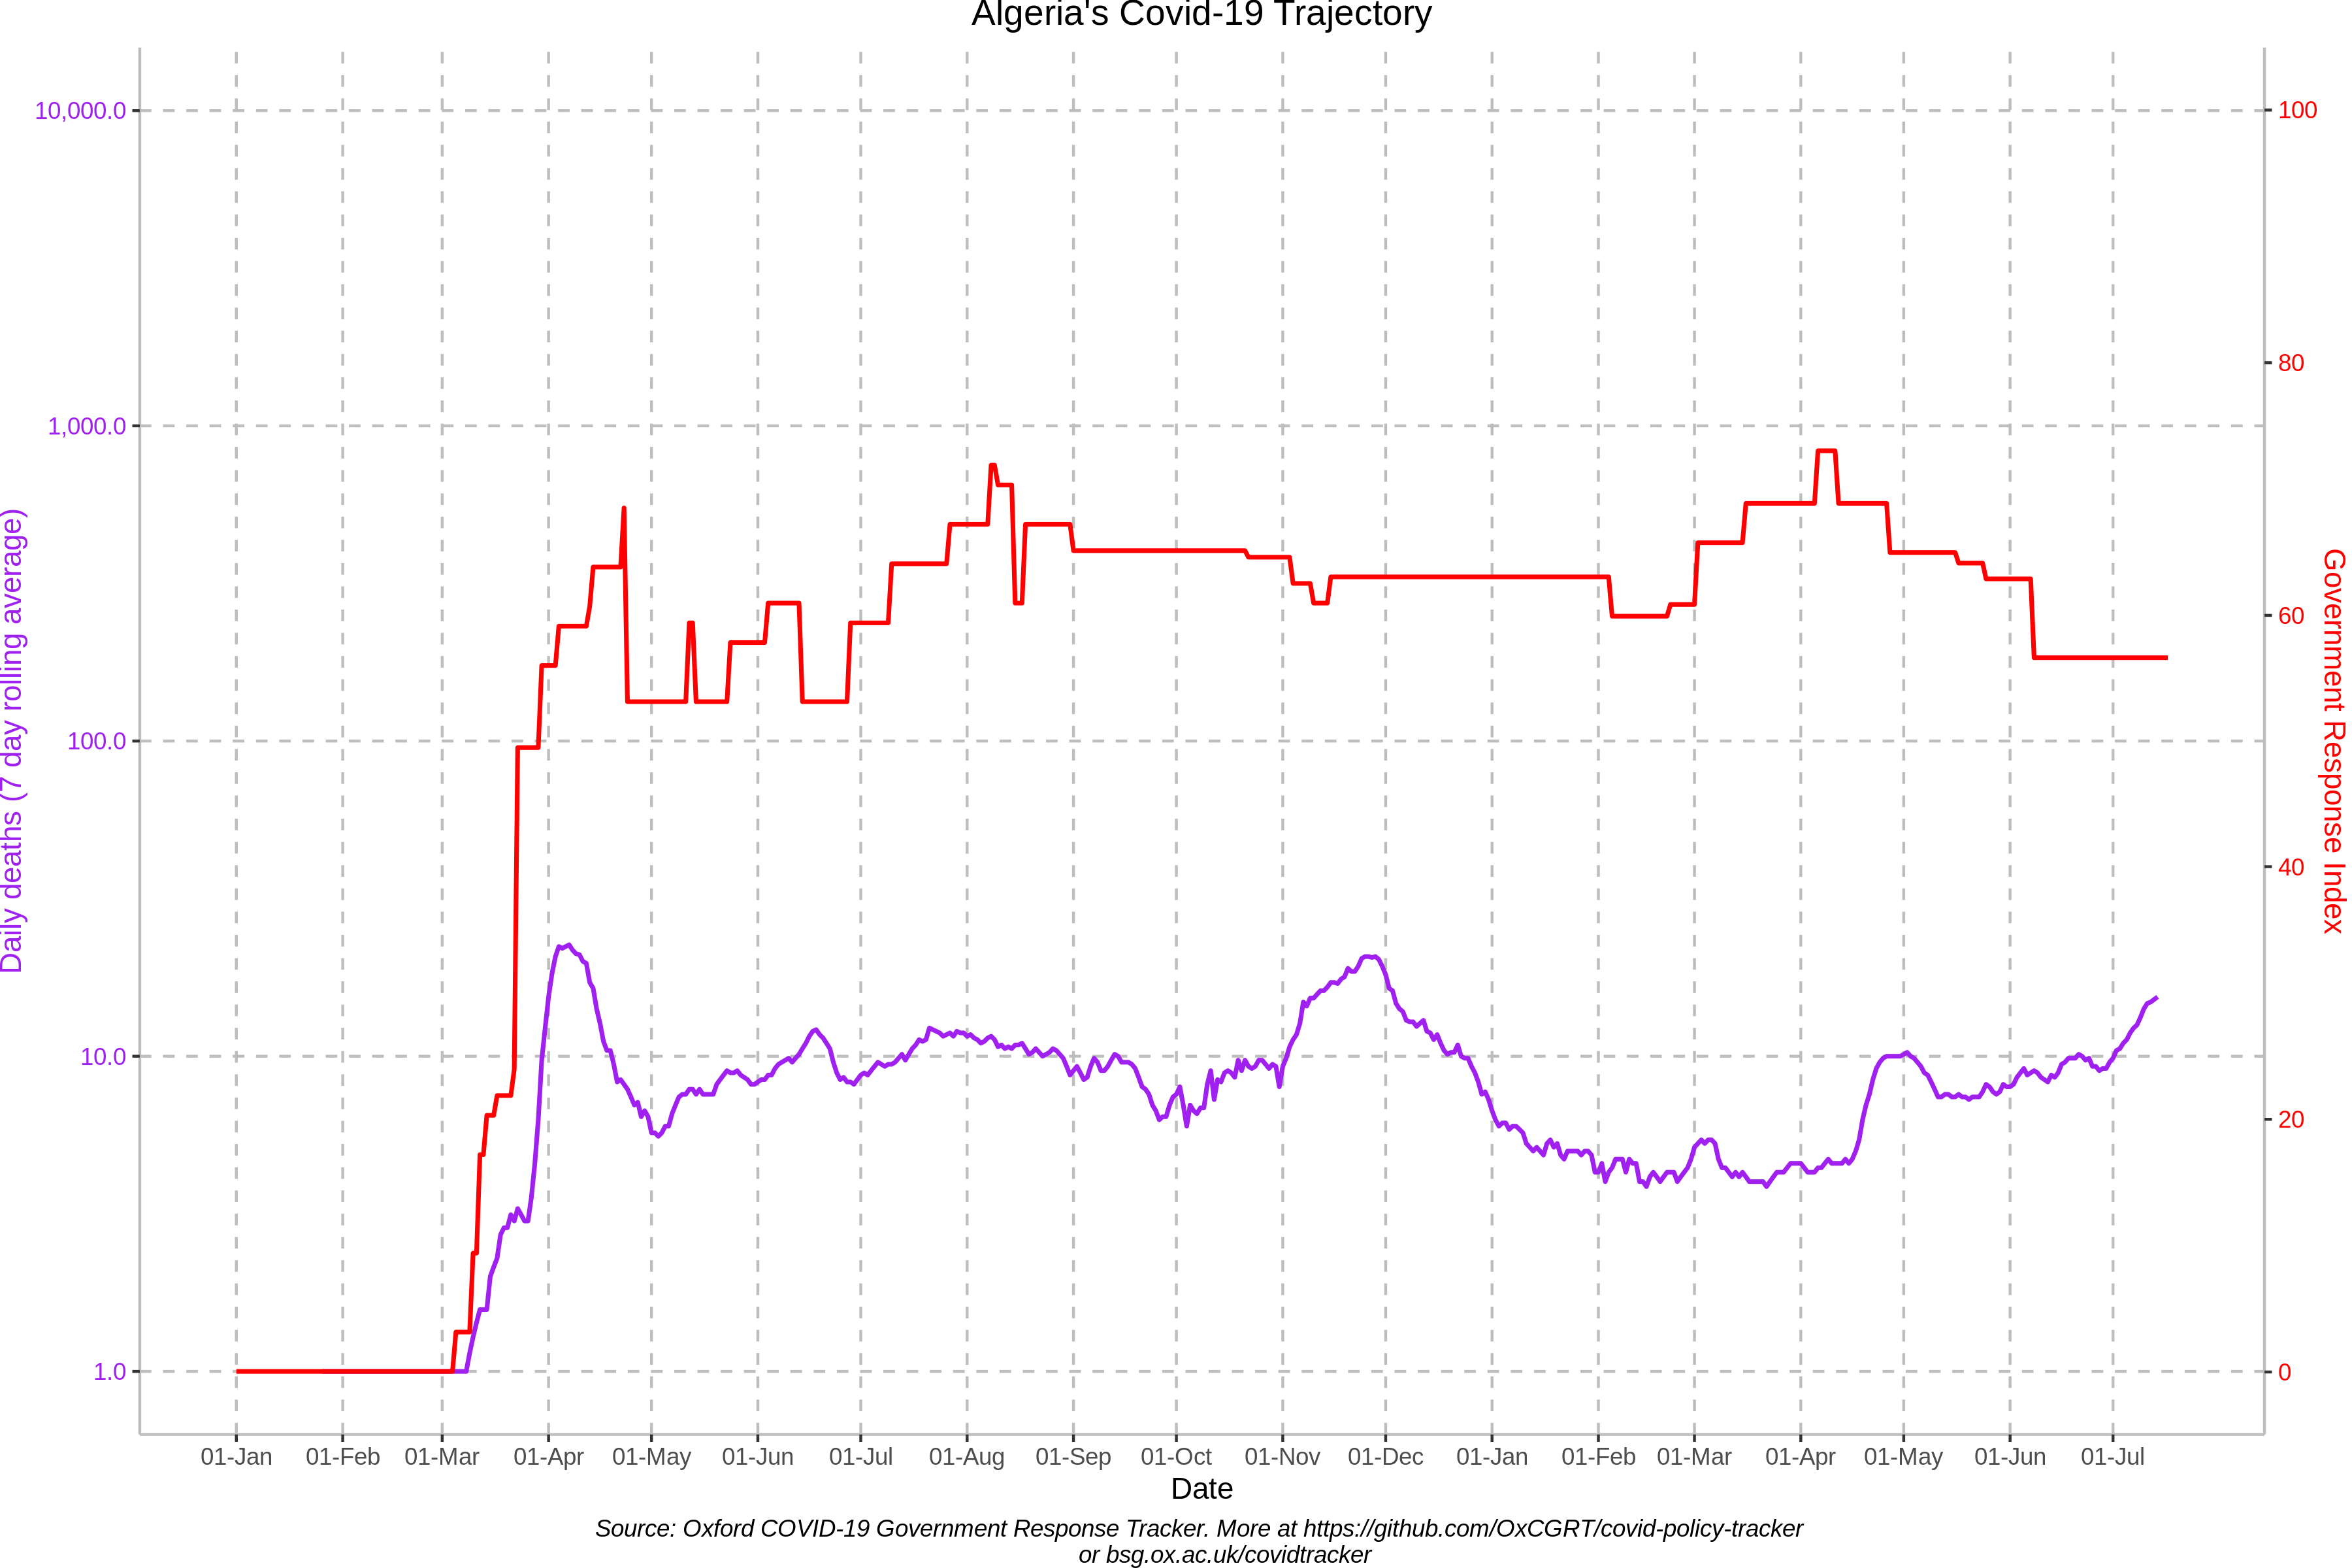 Algeria's Covid-19 Trajectory
10,000.0
1,000.0
100.0
10.0
1.0
Daily deaths (7 day rolling average)
100
80
60
40
20
0
Government Response Index
01-Jan 01-Feb 01-Mar 01-Apr 01-May 01-Jun 01-Jul 01-Aug 01-Sep 01-Oct 01-Nov 01-Dec 01-Jan 01-Feb 01-Mar 01-Apr 01-May 01-Jun 01-Jul
Date
Source: Oxford COVID-19 Government Response Tracker. More at https://github.com/OxCGRT/covid-policy-tracker
or bsg.ox.ac.uk/covidtracker